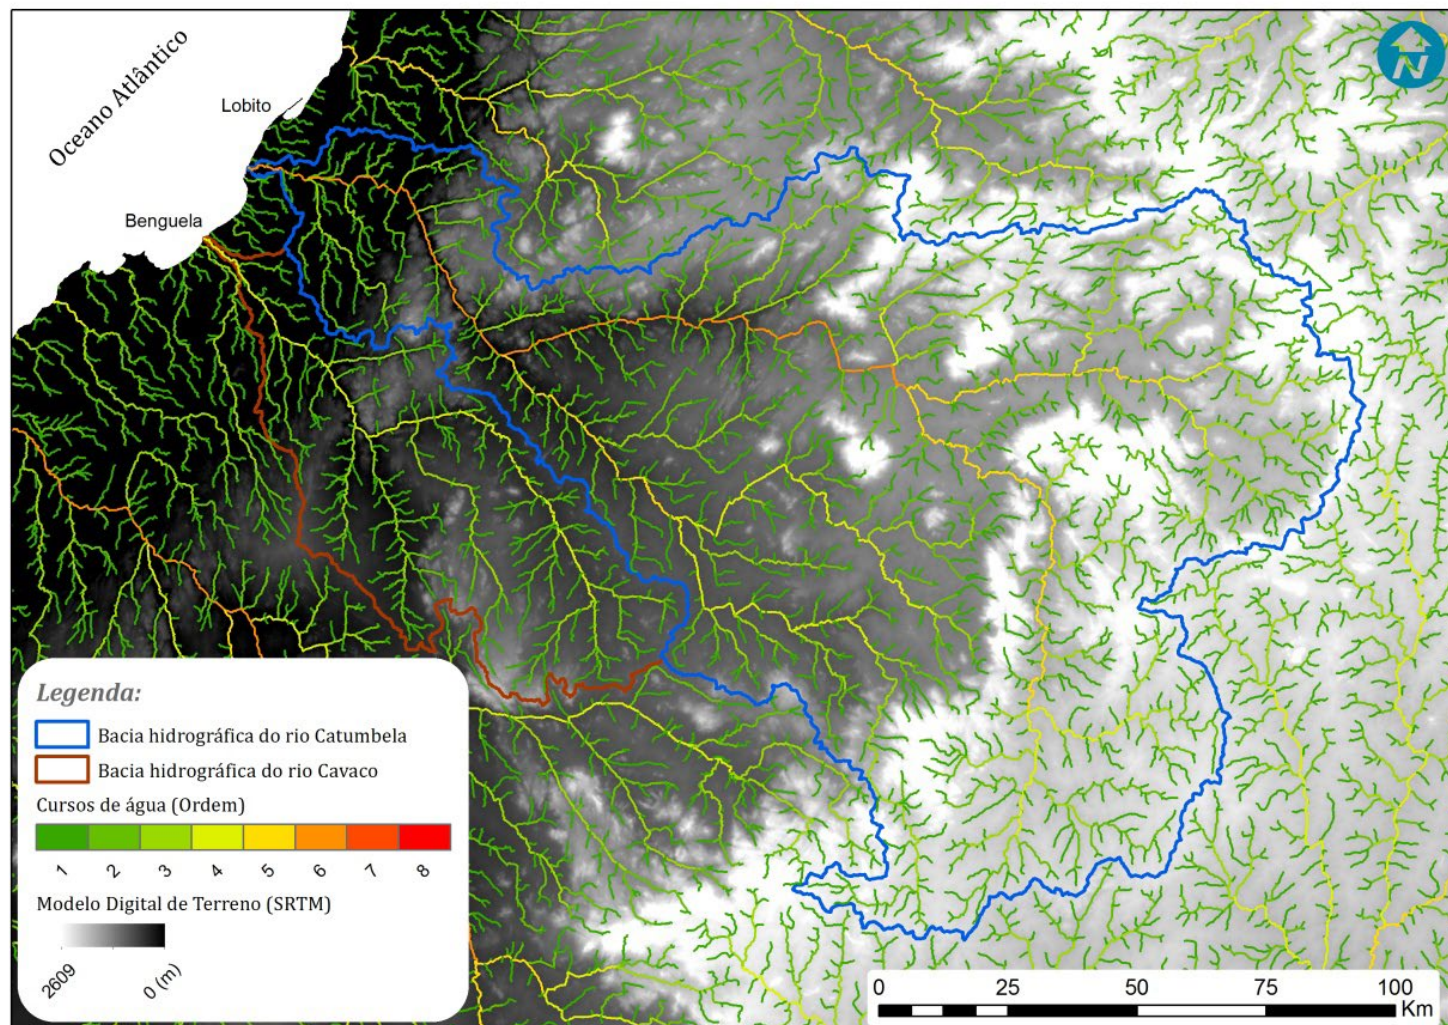 Oceano Atlântico
Lobito
Benguela
N
Legenda:
Bacia hidrográfica do rio Catumbela
Bacia hidrográfica do rio Cavaco
Cursos de água (Ordem)
1 2 3 4 5 6 7 8
Modelo Digital de Terreno (SRTM)
2609 0 (m)
0 25 50 75 100
Km